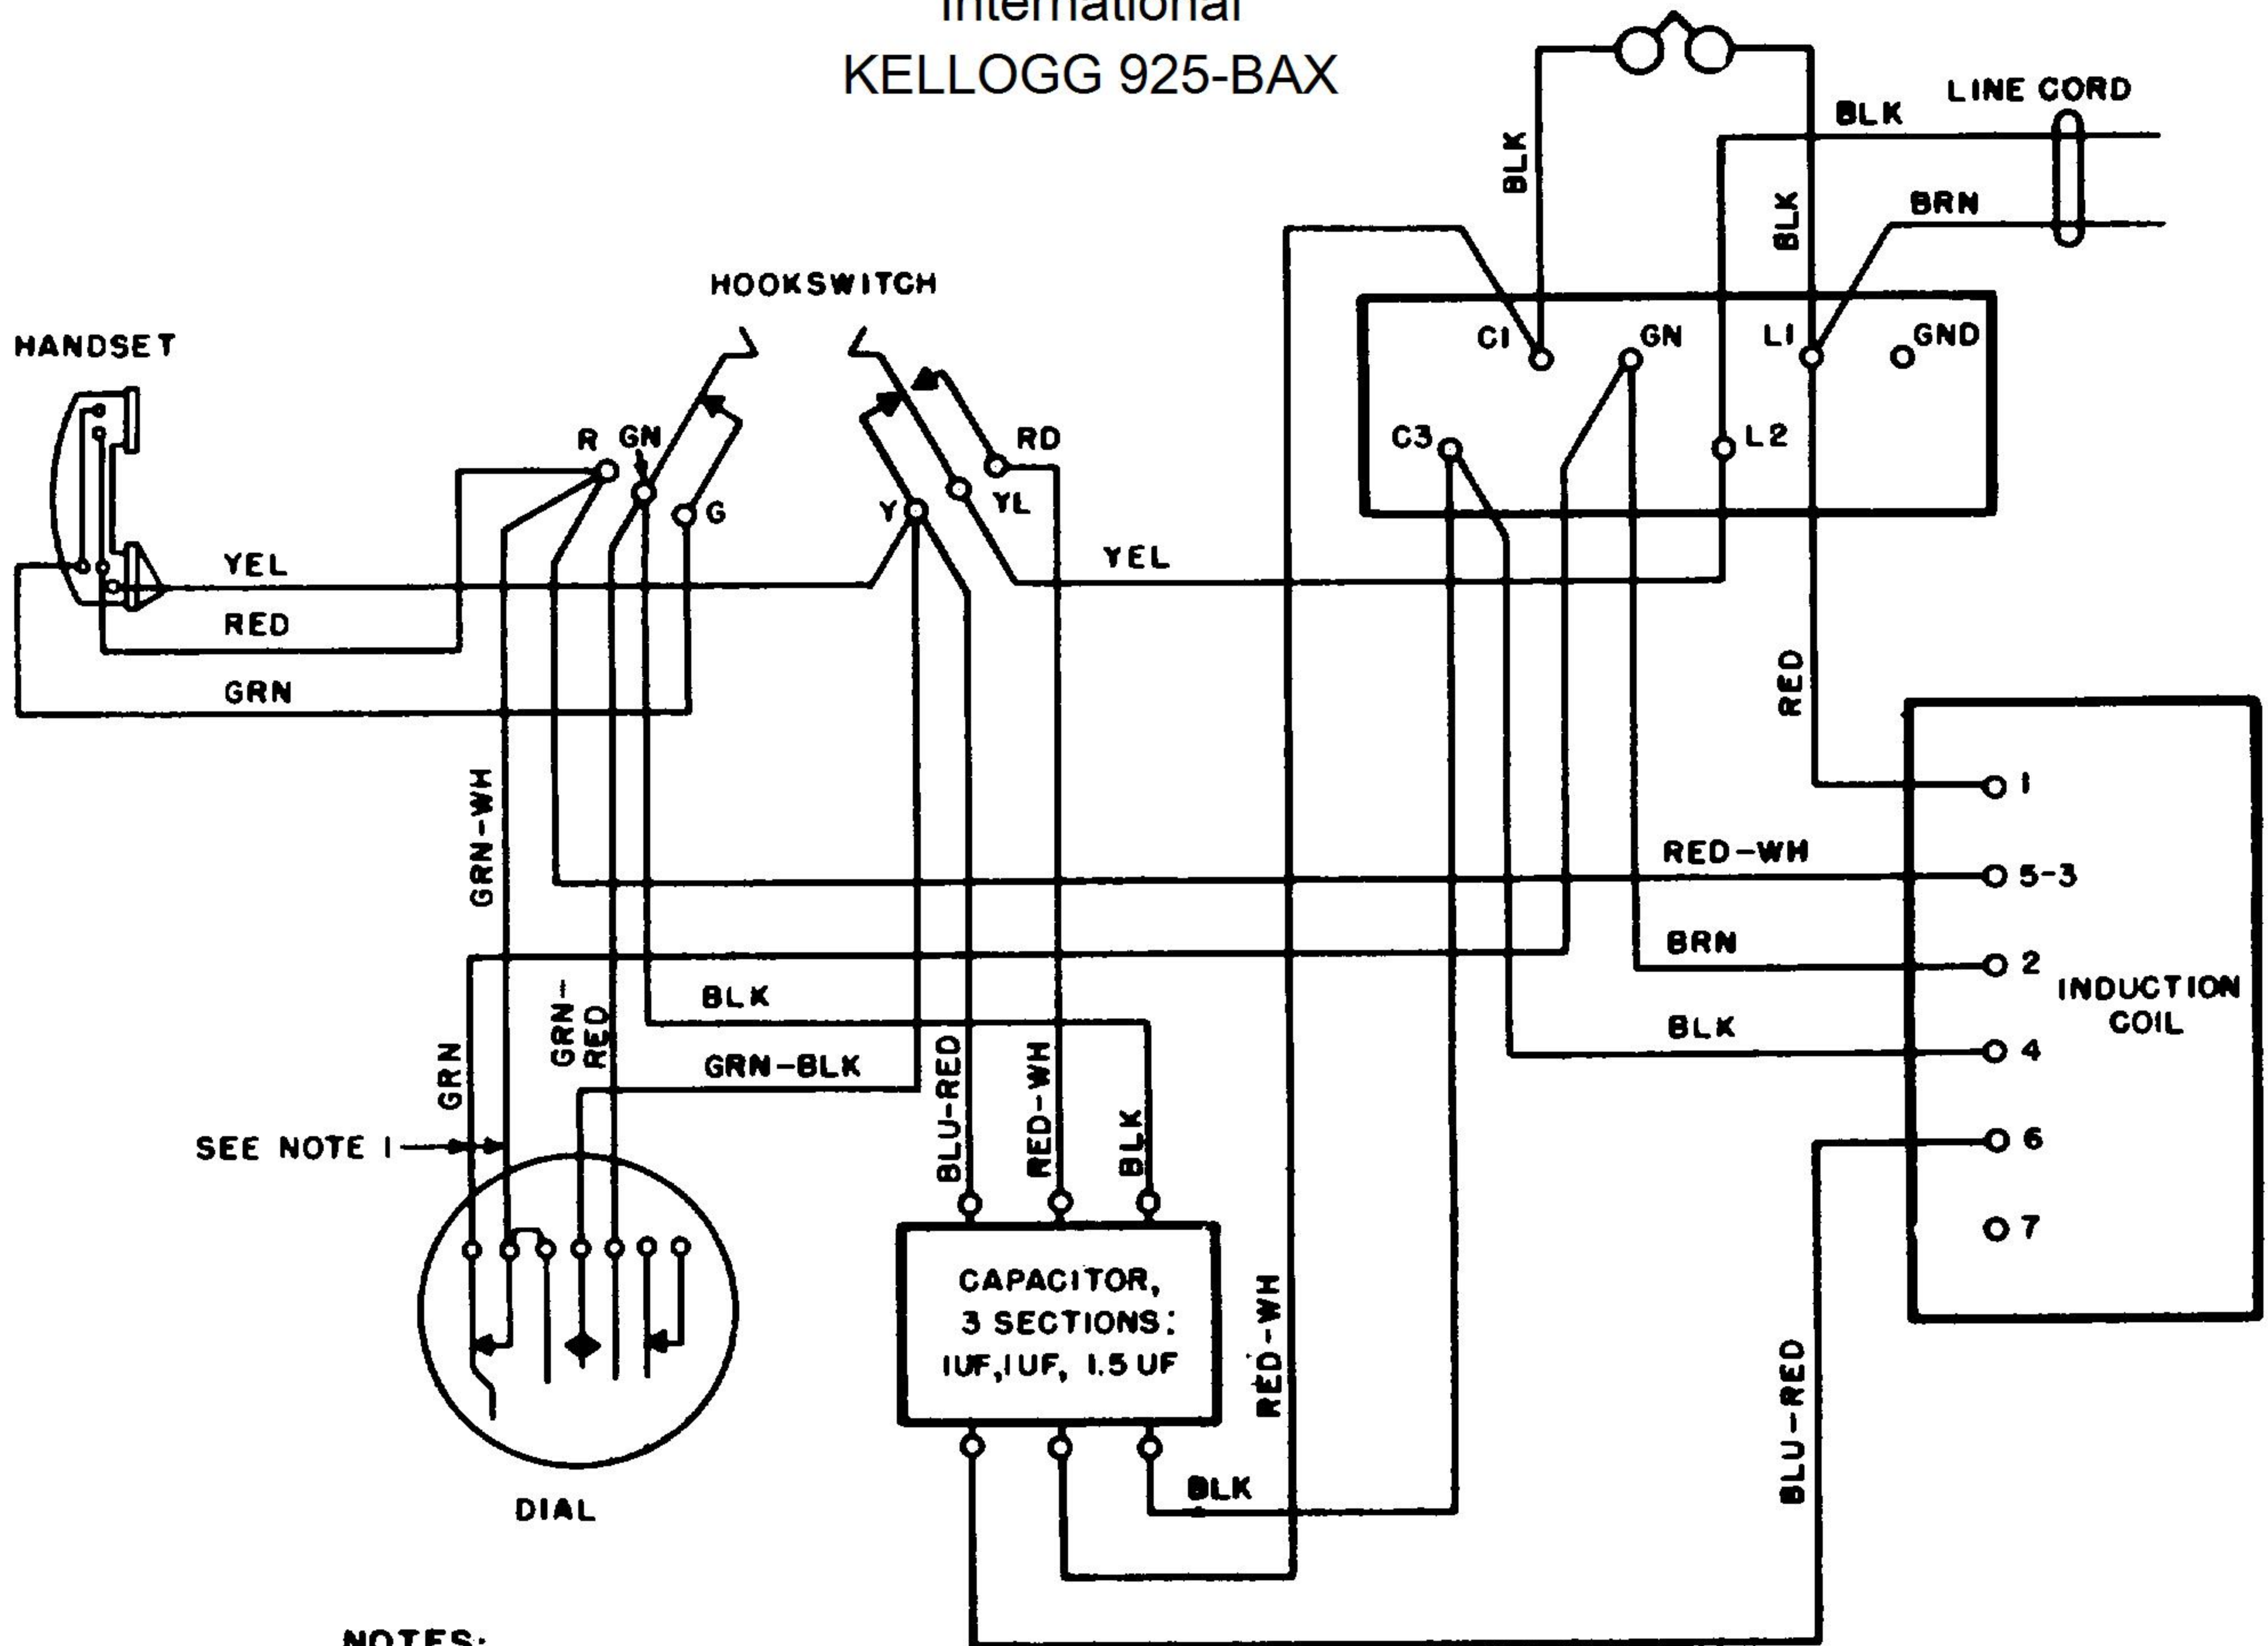 International
KELLOGG 925-BAX
LINE CORD
BLK
BLK
BLK
BRN
HOOKSWITCH
HANDSET
C1
GN
L1
GND
C3
L2
R
GN
G
Y
YL
RD
YEL
YEL
RED
GRN
RED
1
RED-WH
5-3
BRN
2
INDUCTION
COIL
BLK
4
6
7
GRN-WH
GRN
GRN-
RED
BLK
GRN-BLK
BLU-RED
RED-WH
BLK
SEE NOTE 1
CAPACITOR,
3 SECTIONS:
1UF, 1UF, 1.5 UF
RED-WH
BLU-RED
BLK
DIAL
NOTES: